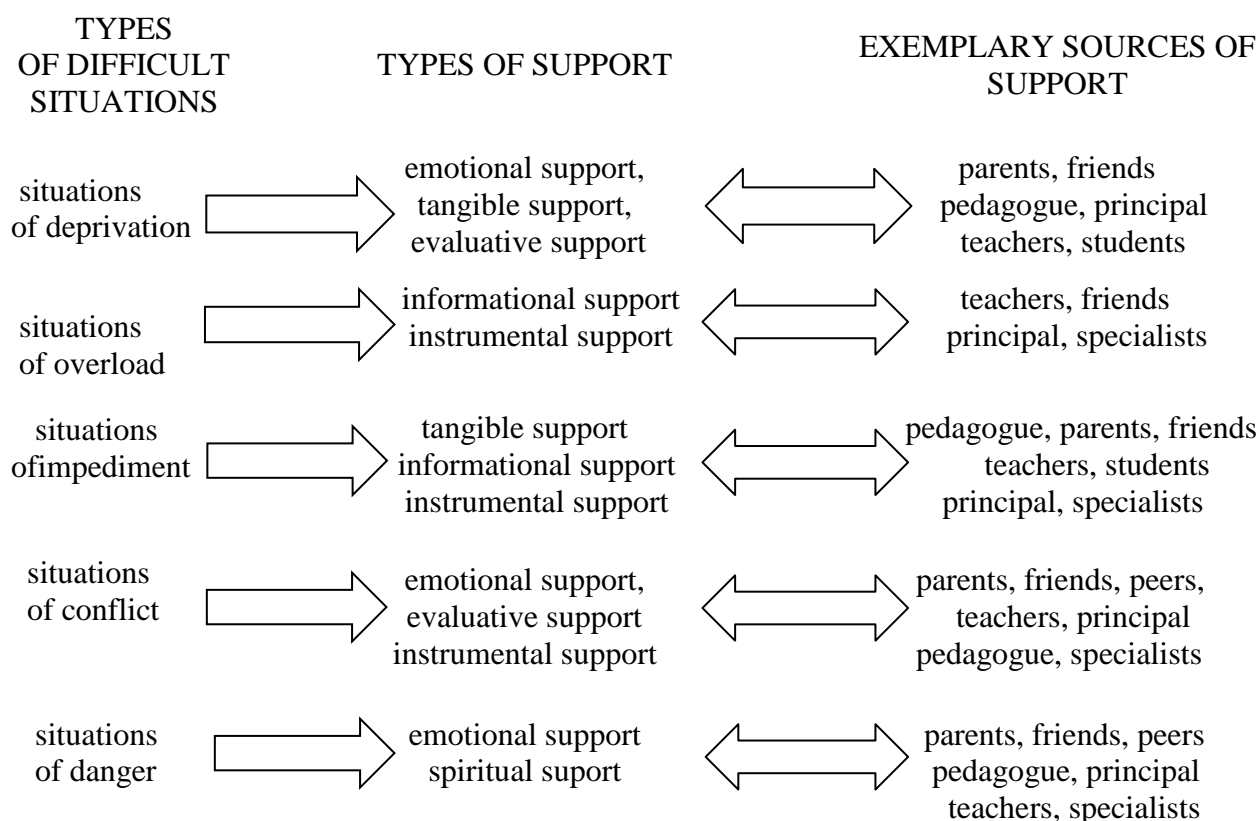 TYPES
OF DIFFICULT
SITUATIONS
TYPES OF SUPPORT
EXEMPLARY SOURCES OF
SUPPORT
situations
of deprivation
emotional support,
tangible support,
evaluative support
parents, friends
pedagogue, principal
teachers, students
situations
of overload
informational support
instrumental support
teachers, friends
principal, specialists
situations
ofimpediment
tangible support
informational support
instrumental support
pedagogue, parents, friends
teachers, students
principal, specialists
situations
of conflict
emotional support,
evaluative support
instrumental support
parents, friends, peers,
teachers, principal
pedagogue, specialists
situations
of danger
emotional support
spiritual suport
parents, friends, peers
pedagogue, principal
teachers, specialists